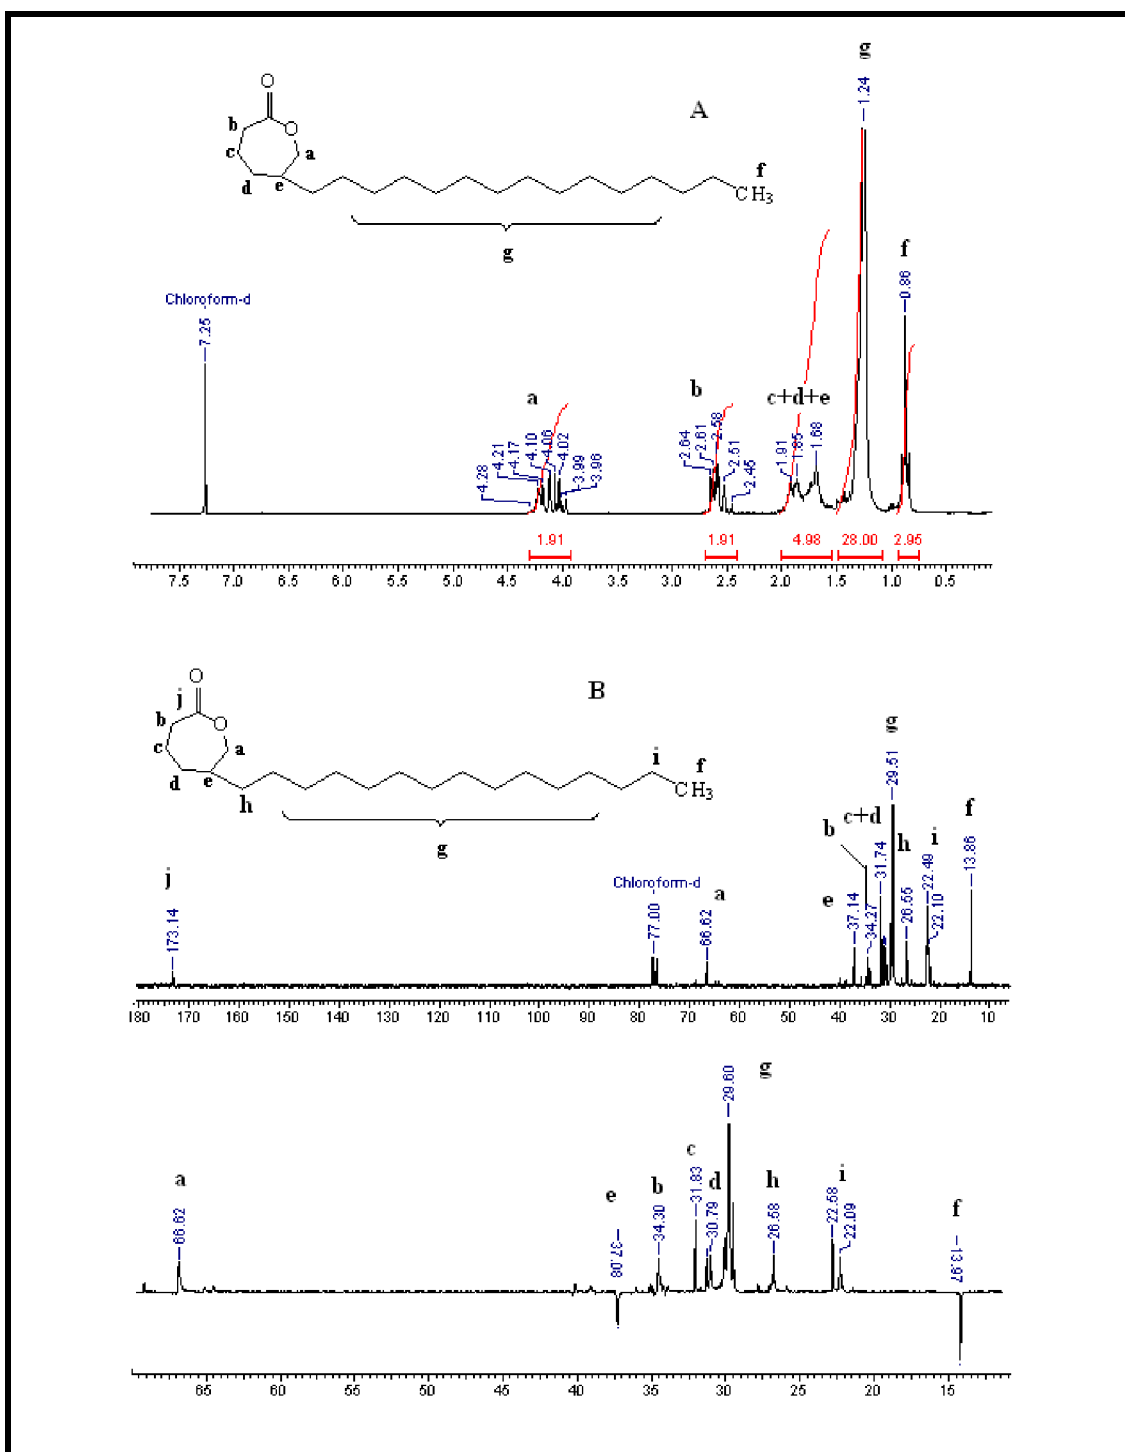 g
1.24
A
O
O
b
c
d
e
a
f
CH3
g
f
0.86
Chloroform-d
7.25
a
4.28
4.21
4.17
4.10
4.06
4.02
3.99
3.96
b
2.64
2.61
2.58
2.51
2.45
c+d+e
1.91
1.85
1.68
1.91
1.91
4.98
28.00
2.95
7.5 7.0 6.5 6.0 5.5 5.0 4.5 4.0 3.5 3.0 2.5 2.0 1.5 1.0 0.5
B
O
j
O
b
c
d
e
a
h
i
f
CH3
g
j
173.14
Chloroform-d
77.00
a
66.62
e
37.14
b
34.27
c+d
31.74
g
29.51
h
26.55
i
22.49
22.10
f
13.86
180 170 160 150 140 130 120 110 100 90 80 70 60 50 40 30 20 10
a
66.62
e
37.08
b
34.30
c
31.83
d
30.79
g
29.60
h
26.58
i
22.58
22.09
f
13.97
65 60 55 50 45 40 35 30 25 20 15